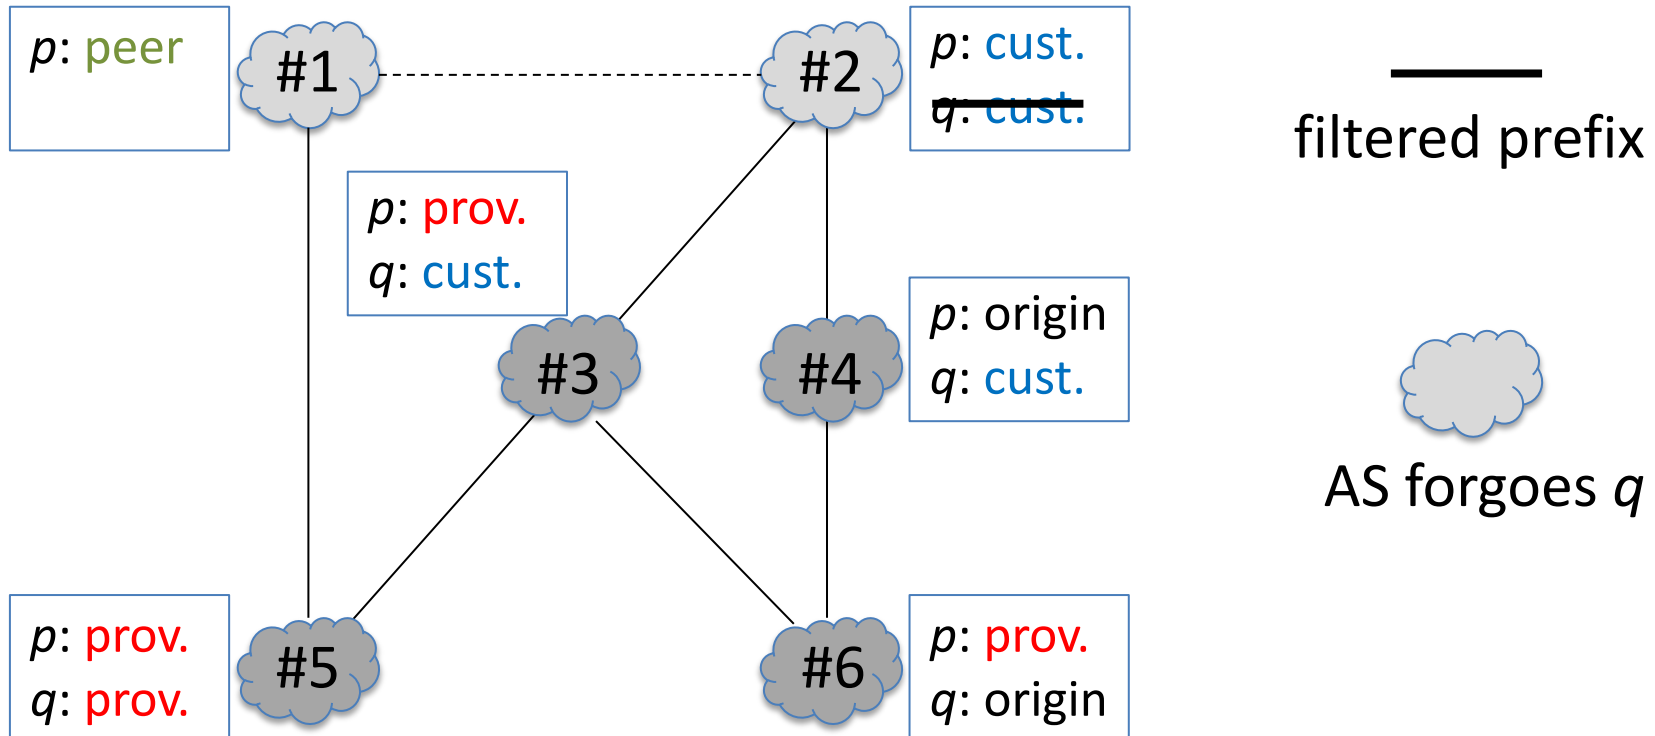 p: peer
#1
#2
p: cust.
q: cust.
filtered prefix
p: prov.
q: cust.
#3
#4
p: origin
q: cust.
AS forgoes q
p: prov.
q: prov.
#5
#6
p: prov.
q: origin